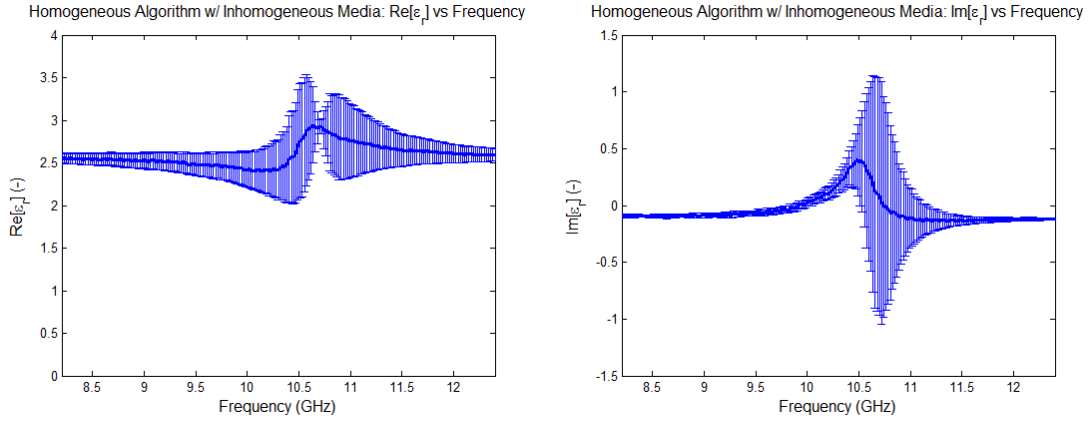 Homogeneous Algorithm w/ Inhomogeneous Media: Re[εr] vs Frequency
4
3.5
3
2.5
2
1.5
1
0.5
0
Re[εr] (-)
8.5 9 9.5 10 10.5 11 11.5 12
Frequency (GHz)
Homogeneous Algorithm w/ Inhomogeneous Media: Im[εr] vs Frequency
1.5
1
0.5
0
-0.5
-1
-1.5
Im[εr] (-)
8.5 9 9.5 10 10.5 11 11.5 12
Frequency (GHz)